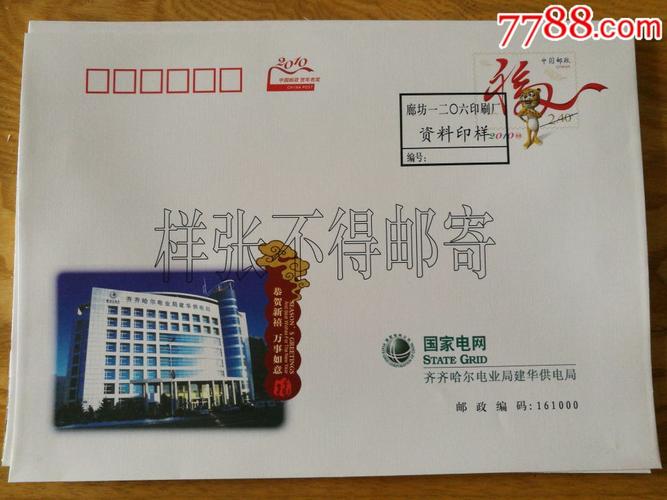 7788.com
2010
中国邮政 贺年有奖
CHINA POST
中国邮政
CHINA
2.40
廊坊一二〇六印刷厂
资料印样
2010
编号:
样张不得邮寄
齐齐哈尔电业局建华供电局
恭贺新禧 万事如意
SEASON'S GREETINGS
国家电网
STATE GRID
齐齐哈尔电业局建华供电局
邮政编码:161000